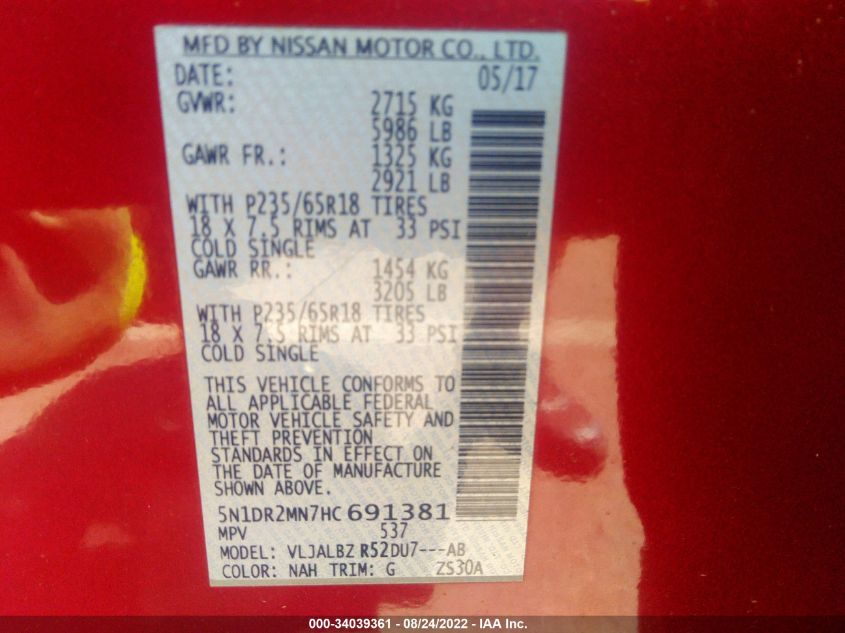 MFD BY NISSAN MOTOR CO., LTD.
DATE: 05/17
GVWR: 2715 KG
5986 LB
GAWR FR.: 1325 KG
2921 LB
WITH P235/65R18 TIRES
18 X 7.5 RIMS AT 33 PSI
COLD SINGLE
GAWR RR.: 1454 KG
3205 LB
WITH P235/65R18 TIRES
18 X 7.5 RIMS AT 33 PSI
COLD SINGLE
THIS VEHICLE CONFORMS TO
ALL APPLICABLE FEDERAL
MOTOR VEHICLE SAFETY AND
THEFT PREVENTION
STANDARDS IN EFFECT ON
THE DATE OF MANUFACTURE
SHOWN ABOVE.
5N1DR2MN7HC691381
MPV 537
MODEL: VLJALBZ R52DU7---AB
COLOR: NAH TRIM: G ZS30A
000-34039361 - 08/24/2022 - IAA Inc.